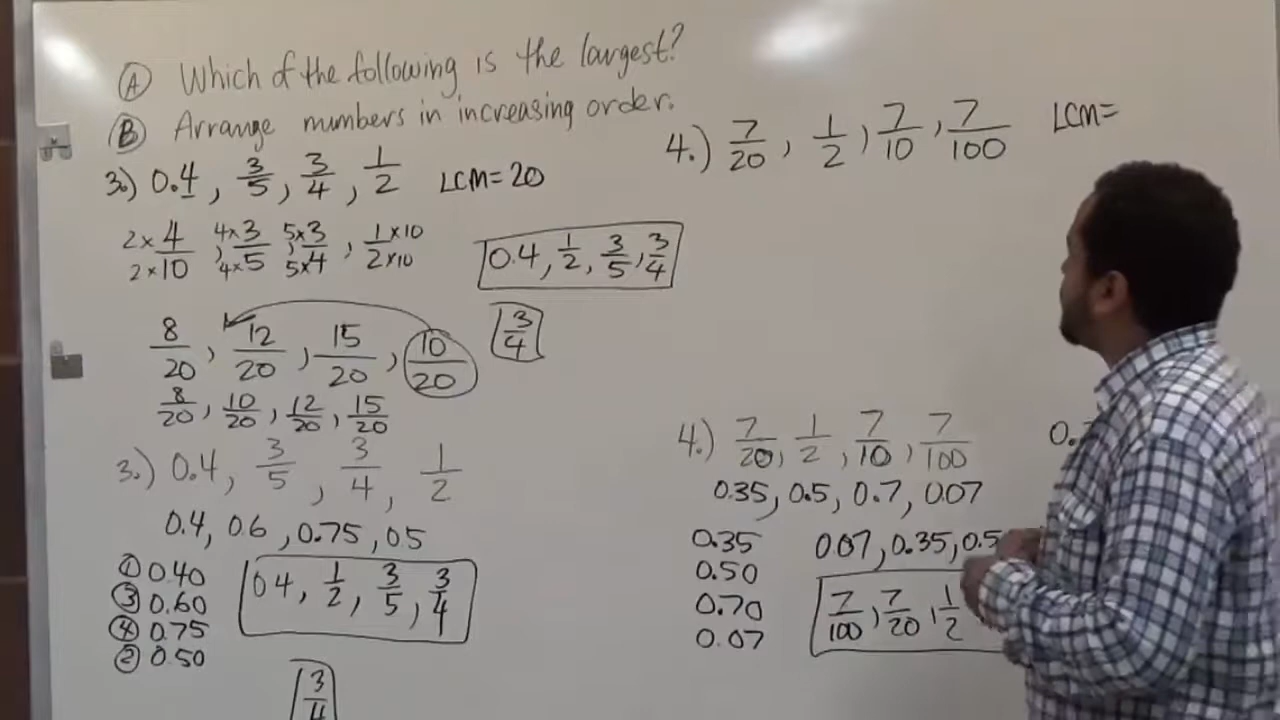 Ⓐ Which of the following is the largest?
Ⓑ Arrange numbers in increasing order.
3.) 0.4, 3/5, 3/4, 1/2 LCM=20
2×4/2×10, 4×3/4×5, 5×3/5×4, 1×10/2×10
0.4, 1/2, 3/5, 3/4
3/4
8/20, 12/20, 15/20, 10/20
8/20, 10/20, 12/20, 15/20
3.) 0.4, 3/5, 3/4, 1/2
0.4, 0.6, 0.75, 0.5
① 0.40
③ 0.60
④ 0.75
② 0.50
0.4, 1/2, 3/5, 3/4
3/4
4.) 7/20, 1/2, 7/10, 7/100 LCM=
4.) 7/20, 1/2, 7/10, 7/100
0.35, 0.5, 0.7, 0.07
0.35
0.50
0.70
0.07
0.07, 0.35, 0.5
7/100, 7/20, 1/2